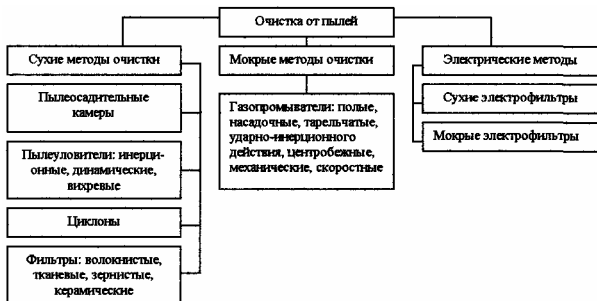 Очистка от пылей
Сухие методы очистки
Пылеосадительные
камеры
Пылеуловители: инерци-
онные, динамические,
вихревые
Циклоны
Фильтры: волокнистые,
тканевые, зернистые,
керамические
Мокрые методы очистки
Газопромыватели: полые,
насадочные, тарельчатые,
ударно-инерционного
действия, центробежные,
механические, скоростные
Электрические методы
Сухие электрофильтры
Мокрые электрофильтры